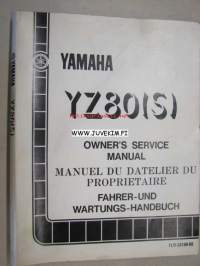 YAMAHA
YZ80(S)
WWW.JUVEKIM.FI
OWNER'S SERVICE
MANUAL
MANUEL DU DATELIER DU
PROPRIETAIRE
FAHRER-UND
WARTUNGS-HANDBUCH